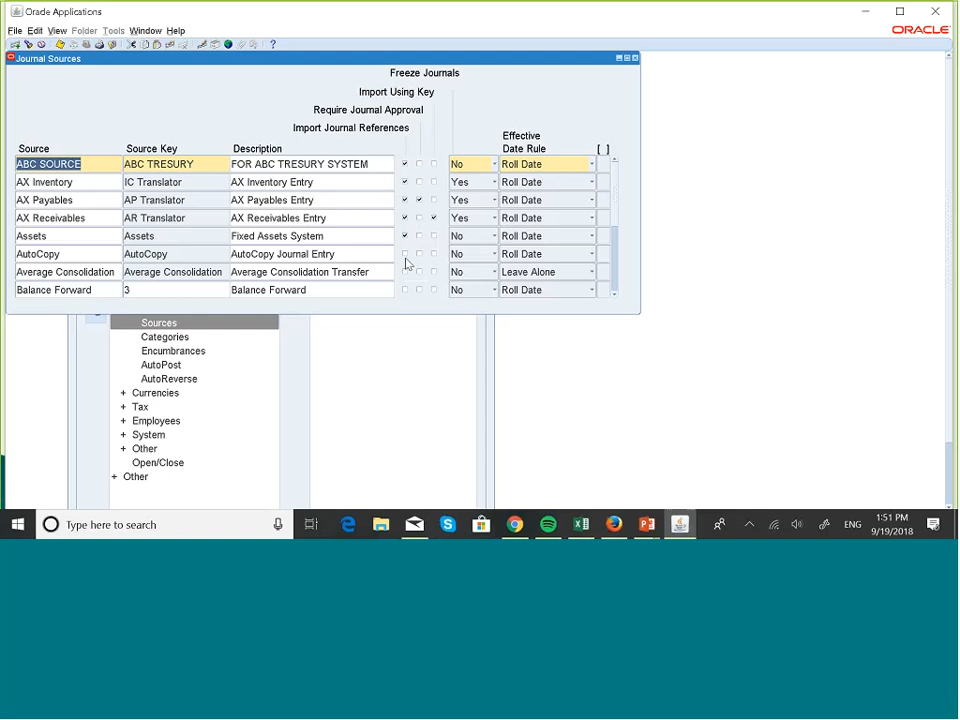 Oracle Applications
File Edit View Folder Tools Window Help
ORACLE
?
Journal Sources
Freeze Journals
Import Using Key
Require Journal Approval
Import Journal References
Effective
Source Source Key Description Date Rule [ ]
ABC SOURCE ABC TRESURY FOR ABC TRESURY SYSTEM No Roll Date
AX Inventory IC Translator AX Inventory Entry Yes Roll Date
AX Payables AP Translator AX Payables Entry Yes Roll Date
AX Receivables AR Translator AX Receivables Entry Yes Roll Date
Assets Assets Fixed Assets System No Roll Date
AutoCopy AutoCopy AutoCopy Journal Entry No Roll Date
Average Consolidation Average Consolidation Average Consolidation Transfer No Leave Alone
Balance Forward 3 Balance Forward No Roll Date
Sources
Categories
Encumbrances
AutoPost
AutoReverse
+ Currencies
+ Tax
+ Employees
+ System
+ Other
Open/Close
+ Other
Type here to search
ENG
1:51 PM
9/19/2018